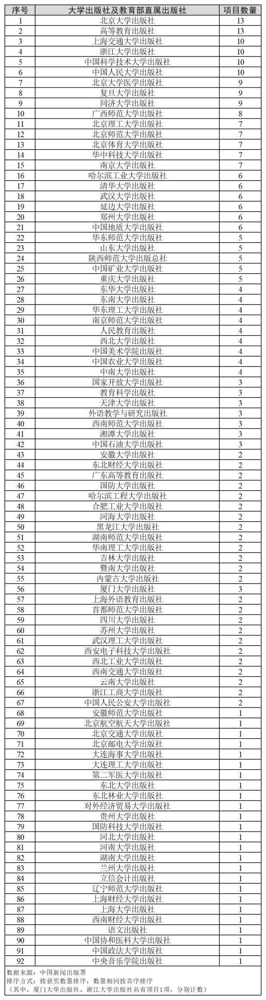 序号 大学出版社及教育部直属出版社 项目数量
1 北京大学出版社 13
2 高等教育出版社 13
3 上海交通大学出版社 10
4 浙江大学出版社 10
5 中国科学技术大学出版社 10
6 中国人民大学出版社 10
7 北京大学医学出版社 9
8 复旦大学出版社 9
9 同济大学出版社 9
10 广西师范大学出版社 8
11 北京理工大学出版社 7
12 北京师范大学出版社 7
13 北京体育大学出版社 7
14 华中科技大学出版社 7
15 南京大学出版社 7
16 哈尔滨工业大学出版社 6
17 清华大学出版社 6
18 武汉大学出版社 6
19 延边大学出版社 6
20 郑州大学出版社 6
21 中国地质大学出版社 6
22 华东师范大学出版社 5
23 山东大学出版社 5
24 陕西师范大学出版总社 5
25 中国矿业大学出版社 5
26 重庆大学出版社 5
27 东华大学出版社 4
28 东南大学出版社 4
29 华东理工大学出版社 4
30 南京师范大学出版社 4
31 人民教育出版社 4
32 西北大学出版社 4
33 中国美术学院出版社 4
34 中国农业大学出版社 4
35 中南大学出版社 4
36 国家开放大学出版社 3
37 教育科学出版社 3
38 天津大学出版社 3
39 外语教学与研究出版社 3
40 西南师范大学出版社 3
41 湘潭大学出版社 3
42 中国石油大学出版社 3
43 安徽大学出版社 2
44 东北财经大学出版社 2
45 广东高等教育出版社 2
46 国防大学出版社 2
47 哈尔滨工程大学出版社 2
48 合肥工业大学出版社 2
49 河海大学出版社 2
50 黑龙江大学出版社 2
51 湖南师范大学出版社 2
52 华南理工大学出版社 2
53 吉林大学出版社 2
54 暨南大学出版社 2
55 内蒙古大学出版社 2
56 厦门大学出版社 3
57 上海外语教育出版社 2
58 首都师范大学出版社 2
59 四川大学出版社 2
60 苏州大学出版社 2
61 武汉理工大学出版社 2
62 西安电子科技大学出版社 2
63 西北工业大学出版社 2
64 西南交通大学出版社 2
65 云南大学出版社 2
66 浙江工商大学出版社 2
67 中国人民公安大学出版社 2
68 安徽师范大学出版社 1
69 北京航空航天大学出版社 1
70 北京交通大学出版社 1
71 北京邮电大学出版社 1
72 大连海事大学出版社 1
73 大连理工大学出版社 1
74 第二军医大学出版社 1
75 东北大学出版社 1
76 东北林业大学出版社 1
77 对外经济贸易大学出版社 1
78 贵州大学出版社 1
79 国防科技大学出版社 1
80 河北大学出版社 1
81 河南大学出版社 1
82 湖南大学出版社 1
83 兰州大学出版社 1
84 立信会计出版社 1
85 辽宁师范大学出版社 1
86 上海财经大学出版社 1
87 上海大学出版社 1
88 西南财经大学出版社 1
89 语文出版社 1
90 中国协和医科大学出版社 1
91 中国政法大学出版社 1
92 中央音乐学院出版社 1
数据来源：中国新闻出版署
排序方式：按获奖数量排序，数量相同按音序排序
（其中，厦门大学出版社、浙江大学出版社共有项目1项，分别计数）